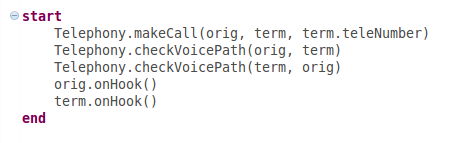 start
Telephony.makeCall(orig, term, term.teleNumber)
Telephony.checkVoicePath(orig, term)
Telephony.checkVoicePath(term, orig)
orig.onHook()
term.onHook()
end